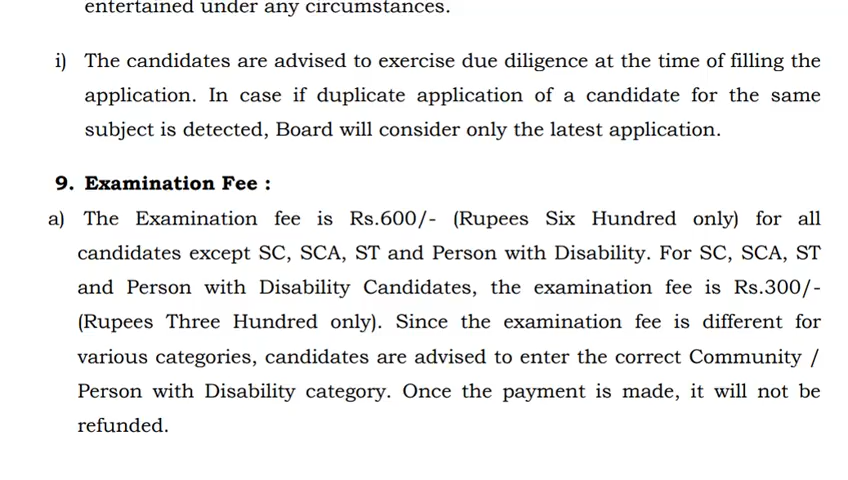 entertained under any circumstances.
i) The candidates are advised to exercise due diligence at the time of filling the
application. In case if duplicate application of a candidate for the same
subject is detected, Board will consider only the latest application.
9. Examination Fee :
a) The Examination fee is Rs.600/- (Rupees Six Hundred only) for all
candidates except SC, SCA, ST and Person with Disability. For SC, SCA, ST
and Person with Disability Candidates, the examination fee is Rs.300/-
(Rupees Three Hundred only). Since the examination fee is different for
various categories, candidates are advised to enter the correct Community /
Person with Disability category. Once the payment is made, it will not be
refunded.